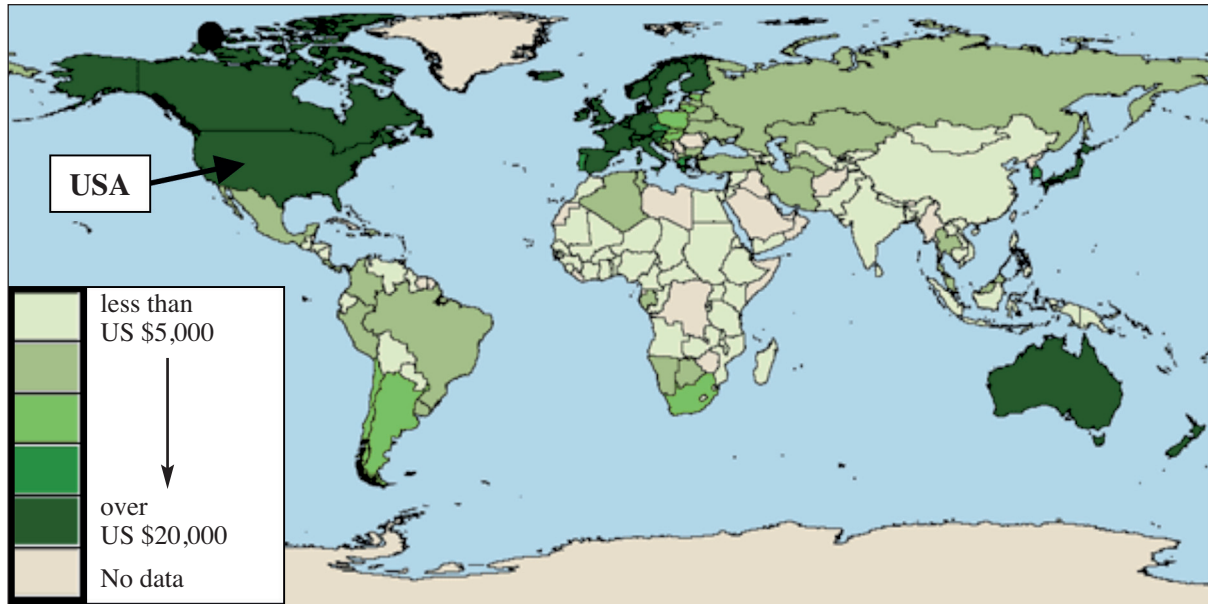 USA
less than
US $5,000
over
US $20,000
No data